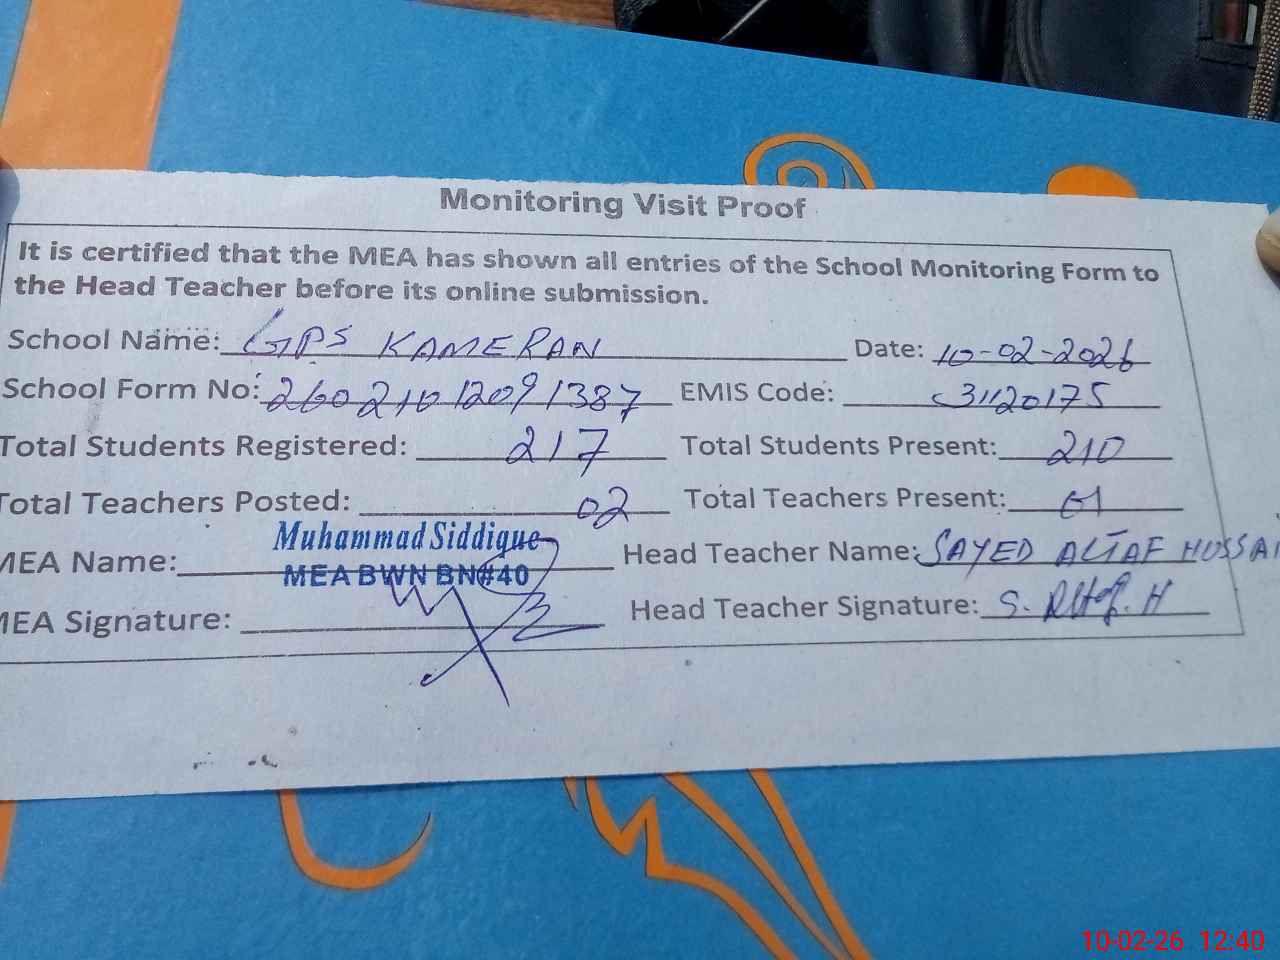 Monitoring Visit Proof
It is certified that the MEA has shown all entries of the School Monitoring Form to
the Head Teacher before its online submission.
School Name: GPS KAMERAN Date: 10-02-2026
School Form No: 26021012091387 EMIS Code: 31120175
Total Students Registered: 217 Total Students Present: 210
Total Teachers Posted: 02 Total Teachers Present: 01
MEA Name: Muhammad Siddique Head Teacher Name: SAYED ALTAF HUSSAI
MEA BWN BN#40
MEA Signature: Head Teacher Signature: S. Altaf. H
10-02-26 12:40